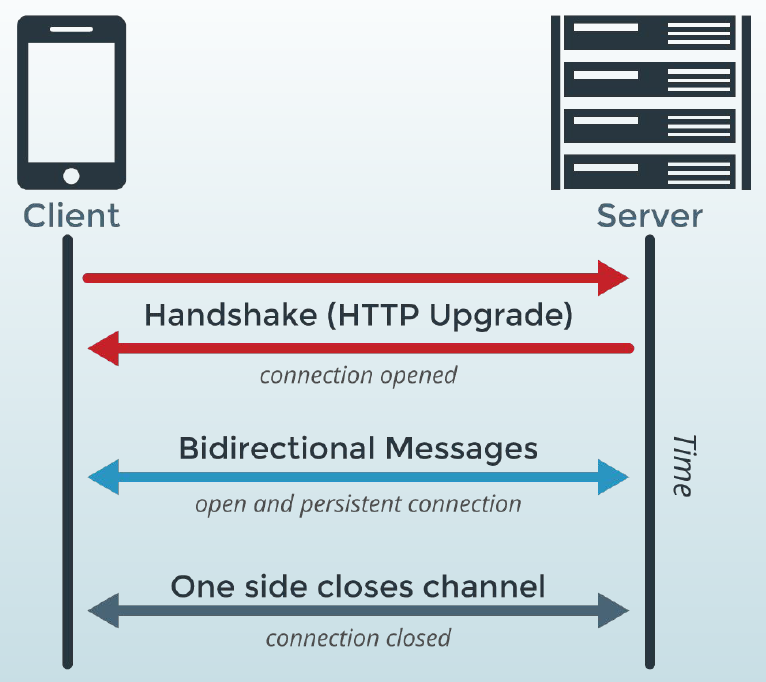 Client
Server
Handshake (HTTP Upgrade)
connection opened
Bidirectional Messages
Time
open and persistent connection
One side closes channel
connection closed